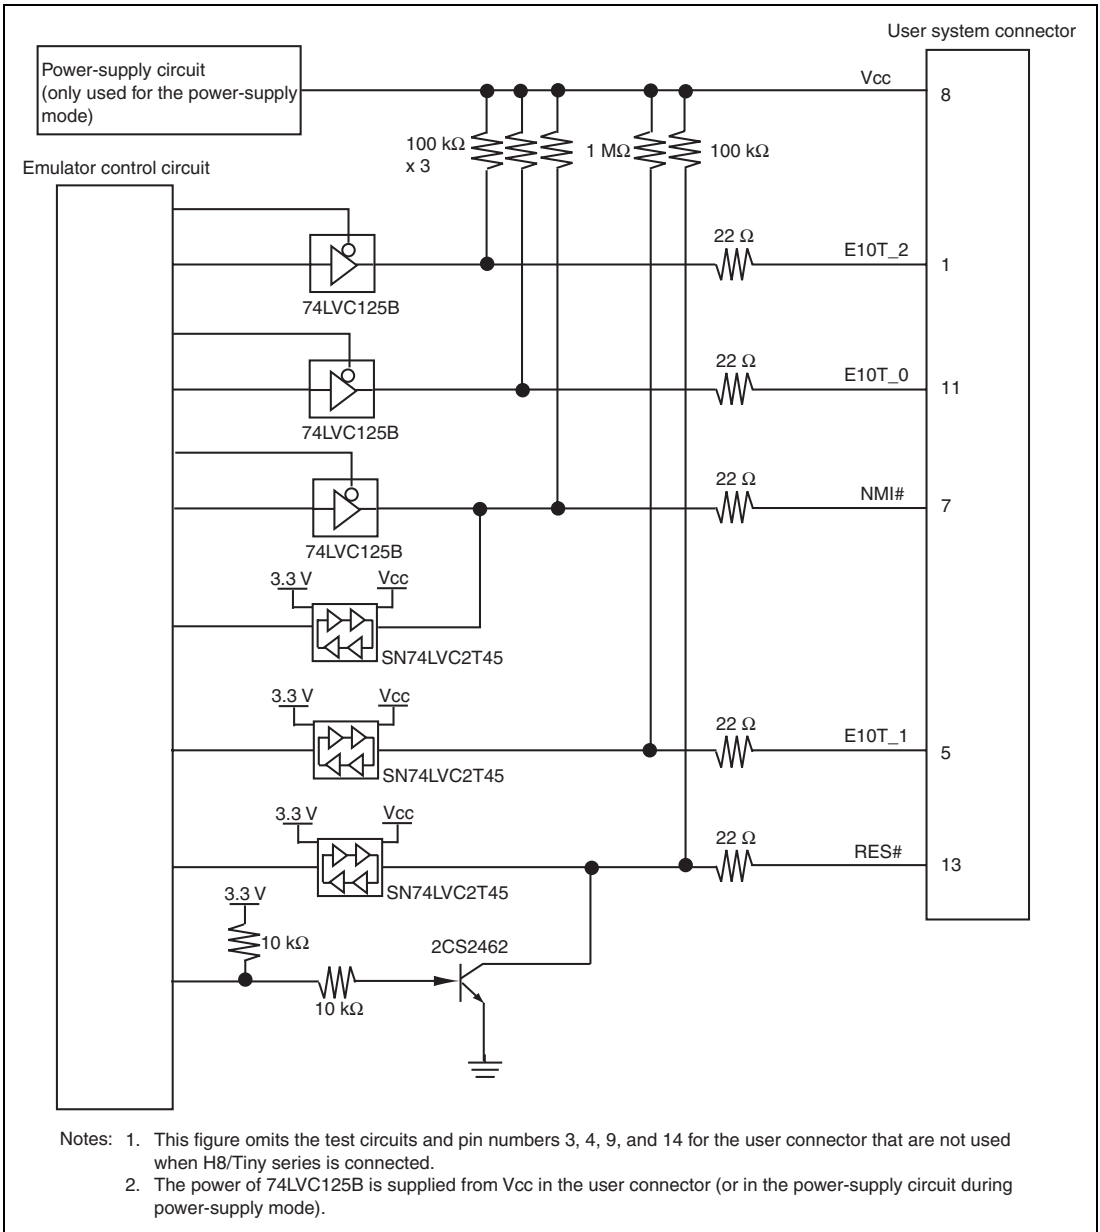 User system connector
Power-supply circuit
(only used for the power-supply
mode)
Vcc
8
100 kΩ
x 3
1 MΩ
100 kΩ
Emulator control circuit
22 Ω
E10T_2
1
74LVC125B
22 Ω
E10T_0
11
74LVC125B
22 Ω
NMI#
7
74LVC125B
3.3 V
Vcc
SN74LVC2T45
3.3 V
Vcc
22 Ω
E10T_1
5
SN74LVC2T45
3.3 V
Vcc
22 Ω
RES#
13
SN74LVC2T45
3.3 V
10 kΩ
2CS2462
10 kΩ
Notes: 1. This figure omits the test circuits and pin numbers 3, 4, 9, and 14 for the user connector that are not used
when H8/Tiny series is connected.
2. The power of 74LVC125B is supplied from Vcc in the user connector (or in the power-supply circuit during
power-supply mode).